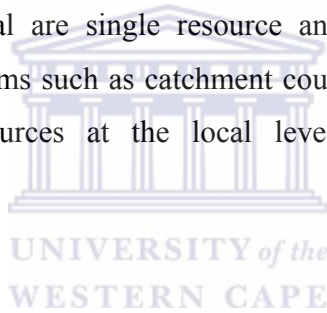 al are single resource an
ms such as catchment cou
urces at the local leve
UNIVERSITY of the
WESTERN CAPE